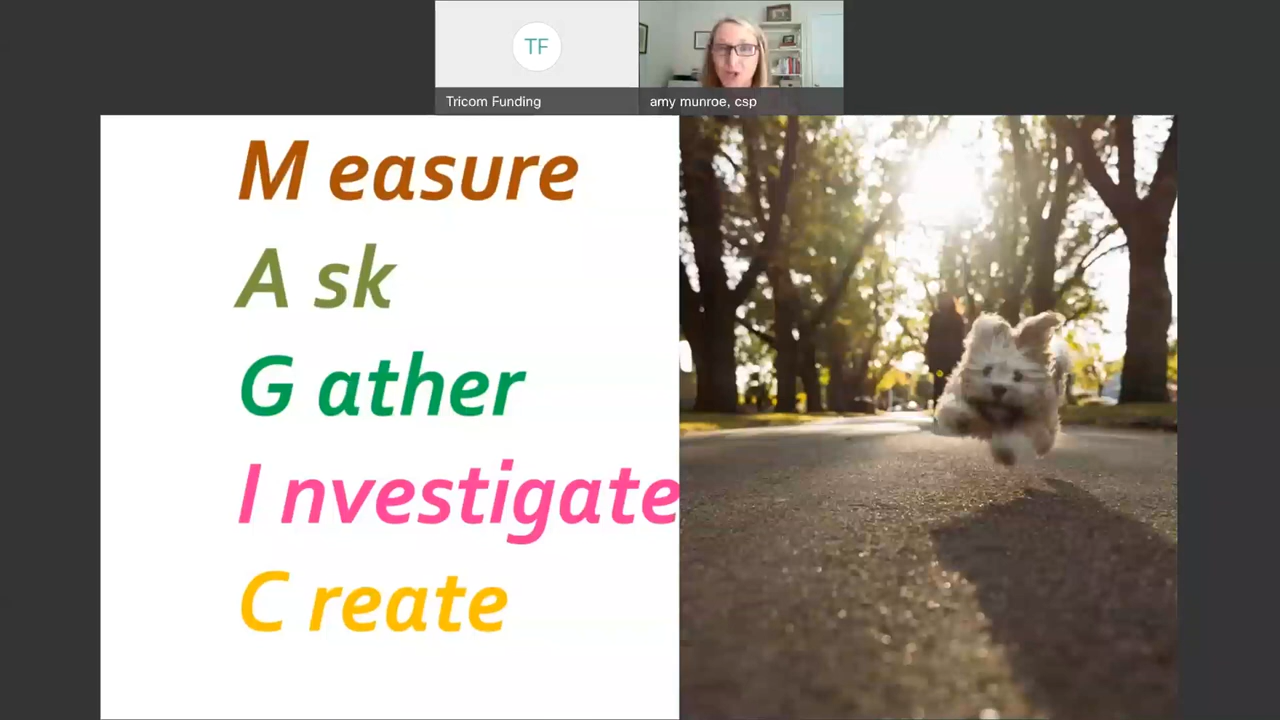 TF
Tricom Funding
amy munroe, csp
M easure
A sk
G ather
I nvestigate
C reate